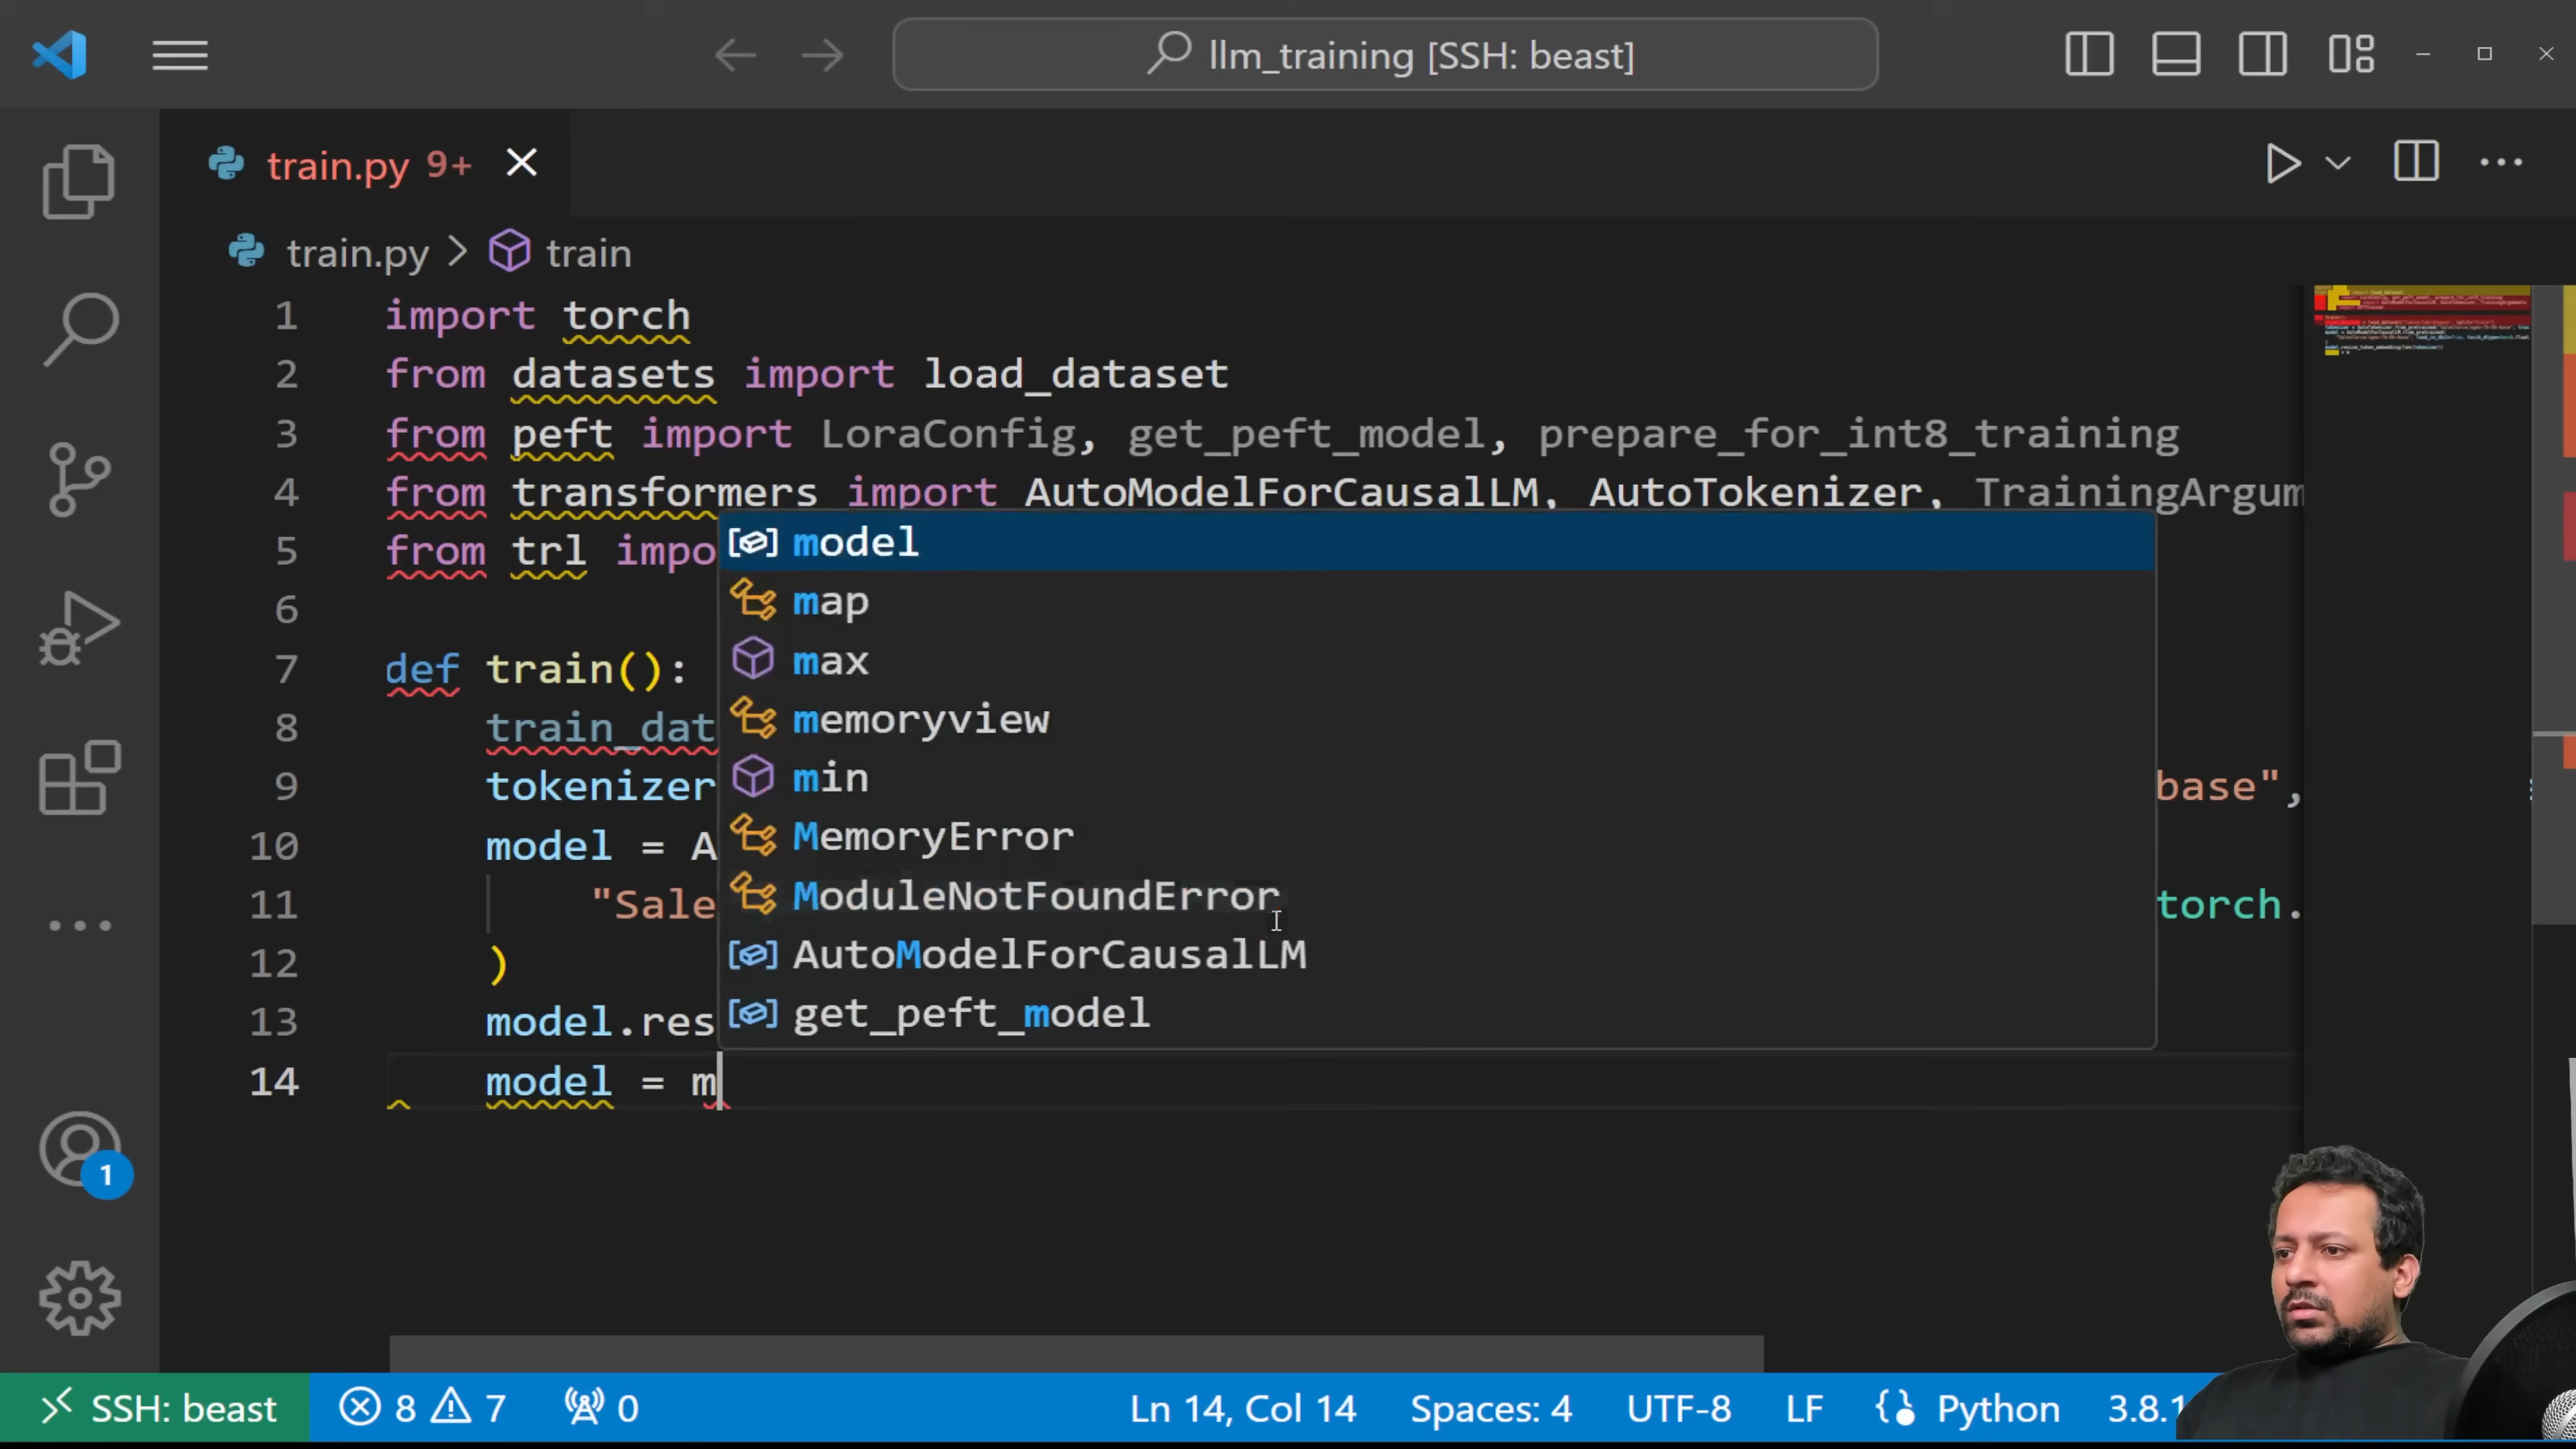 llm_training [SSH: beast]
train.py 9+
train.py > train
1 import torch
2 from datasets import load_dataset
3 from peft import LoraConfig, get_peft_model, prepare_for_int8_training
4 from transformers import AutoModelForCausalLM, AutoTokenizer, TrainingArgum
5 from trl impo
6
7 def train():
8 train_dat
9 tokenizer base",
10 model = A
11 "Sale torch.
12 )
13 model.res
14 model = m
model
map
max
memoryview
min
MemoryError
ModuleNotFoundError
AutoModelForCausalLM
get_peft_model
1
SSH: beast 8 7 0 Ln 14, Col 14 Spaces: 4 UTF-8 LF Python 3.8.1